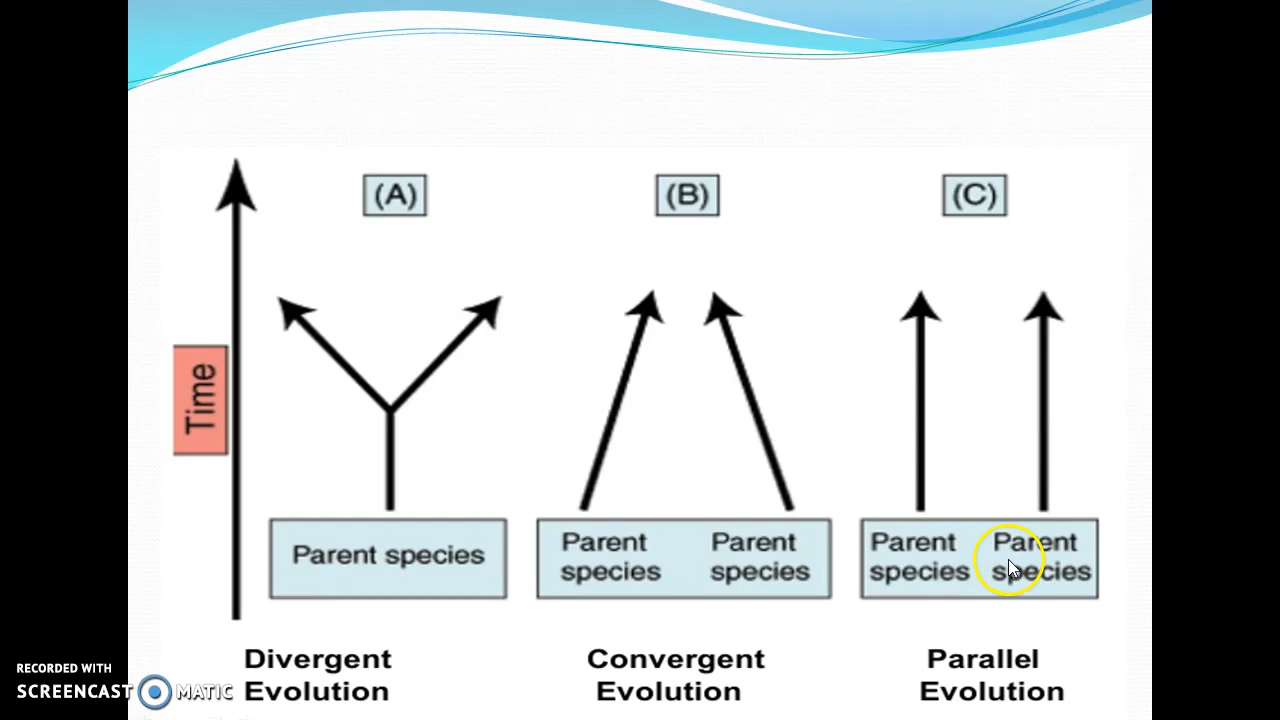 (A)
(B)
(C)
Time
Parent species
Parent Parent
species species
Parent Parent
species species
Divergent
Evolution
Convergent
Evolution
Parallel
Evolution
RECORDED WITH
SCREENCAST MATIC